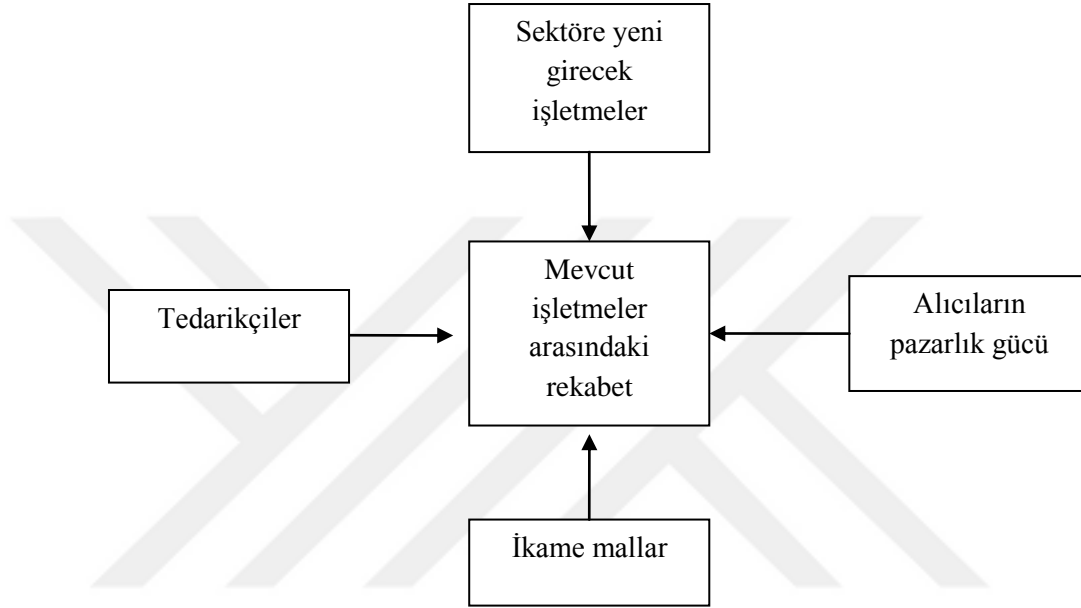 Sektöre yeni
girecek
işletmeler
Mevcut
işletmeler
arasındaki
rekabet
Tedarikçiler
Alıcıların
pazarlık gücü
İkame mallar